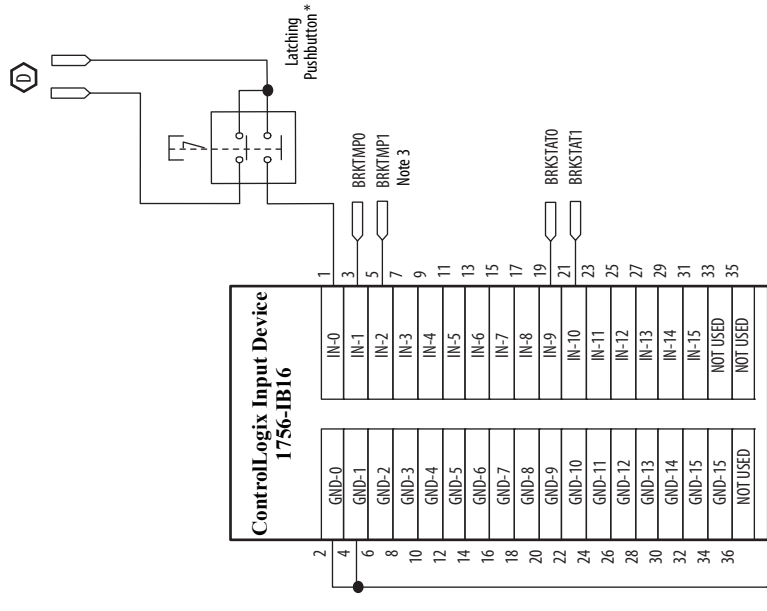 D
Latching
Pushbutton *
ControlLogix Input Device
1756-IB16
2 GND-0 IN-0 1
4 GND-1 IN-1 3 BRKTMP0
6 GND-2 IN-2 5 BRKTMP1
Note 3
8 GND-3 IN-3 7
10 GND-4 IN-4 9
12 GND-5 IN-5 11
14 GND-6 IN-6 13
16 GND-7 IN-7 15
18 GND-8 IN-8 17
20 GND-9 IN-9 19 BRKSTAT0
22 GND-10 IN-10 21 BRKSTAT1
24 GND-11 IN-11 23
26 GND-12 IN-12 25
28 GND-13 IN-13 27
30 GND-14 IN-14 29
32 GND-15 IN-15 31
34 GND-15 NOT USED 33
36 NOT USED NOT USED 35